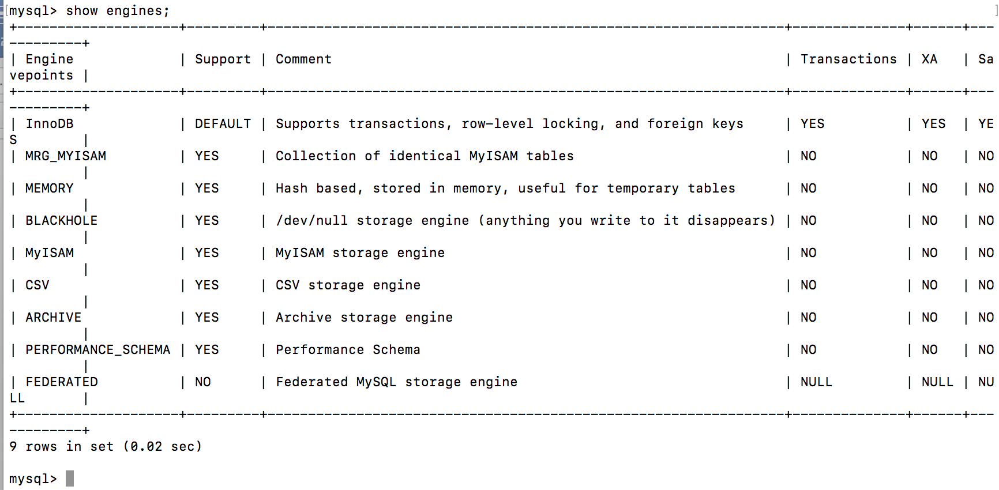 mysql> show engines;
+--------------------+---------+----------------------------------------------------------------+--------------+------+---
---------+
| Engine             | Support | Comment                                                        | Transactions | XA   | Sa
vepoints |
+--------------------+---------+----------------------------------------------------------------+--------------+------+---
---------+
| InnoDB             | DEFAULT | Supports transactions, row-level locking, and foreign keys     | YES          | YES  | YE
S        |
| MRG_MYISAM         | YES     | Collection of identical MyISAM tables                          | NO           | NO   | NO
         |
| MEMORY             | YES     | Hash based, stored in memory, useful for temporary tables      | NO           | NO   | NO
         |
| BLACKHOLE          | YES     | /dev/null storage engine (anything you write to it disappears) | NO           | NO   | NO
         |
| MyISAM             | YES     | MyISAM storage engine                                          | NO           | NO   | NO
         |
| CSV                | YES     | CSV storage engine                                             | NO           | NO   | NO
         |
| ARCHIVE            | YES     | Archive storage engine                                         | NO           | NO   | NO
         |
| PERFORMANCE_SCHEMA | YES     | Performance Schema                                             | NO           | NO   | NO
         |
| FEDERATED          | NO      | Federated MySQL storage engine                                 | NULL         | NULL | NU
LL       |
+--------------------+---------+----------------------------------------------------------------+--------------+------+---
---------+
9 rows in set (0.02 sec)
mysql>